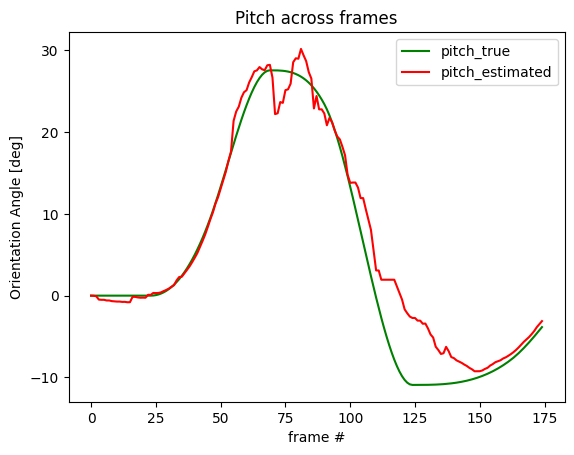 Pitch across frames
pitch_true
pitch_estimated
Orientation Angle [deg]
30
20
10
0
−10
0 25 50 75 100 125 150 175
frame #